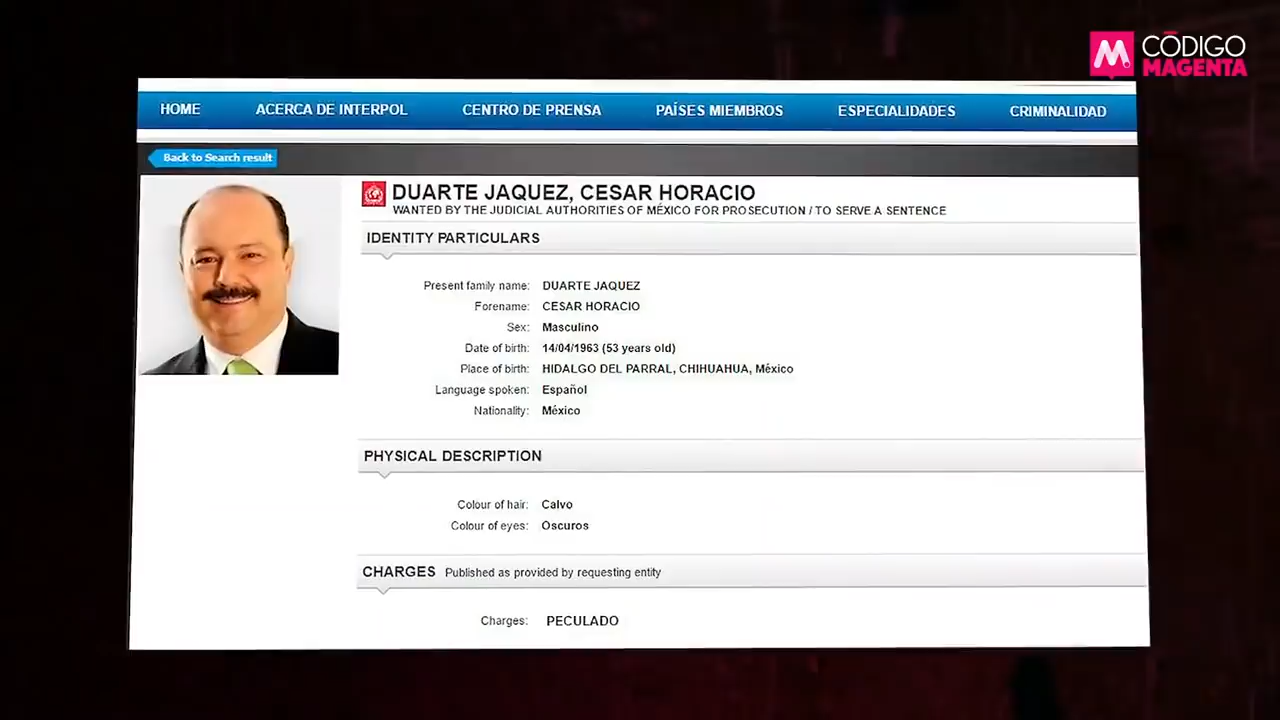 CÓDIGO
MAGENTA
HOME ACERCA DE INTERPOL CENTRO DE PRENSA PAÍSES MIEMBROS ESPECIALIDADES CRIMINALIDAD
Back to Search result
DUARTE JAQUEZ, CESAR HORACIO
WANTED BY THE JUDICIAL AUTHORITIES OF MÉXICO FOR PROSECUTION / TO SERVE A SENTENCE
IDENTITY PARTICULARS
Present family name: DUARTE JAQUEZ
Forename: CESAR HORACIO
Sex: Masculino
Date of birth: 14/04/1963 (53 years old)
Place of birth: HIDALGO DEL PARRAL, CHIHUAHUA, México
Language spoken: Español
Nationality: México
PHYSICAL DESCRIPTION
Colour of hair: Calvo
Colour of eyes: Oscuros
CHARGES Published as provided by requesting entity
Charges: PECULADO